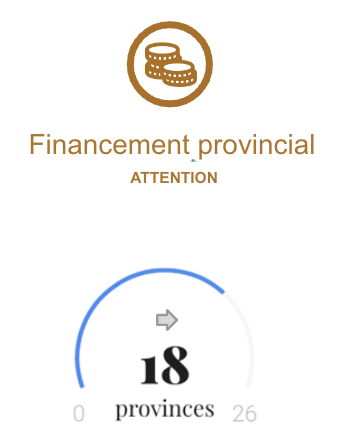 Financement provincial
ATTENTION
18
provinces
0
26